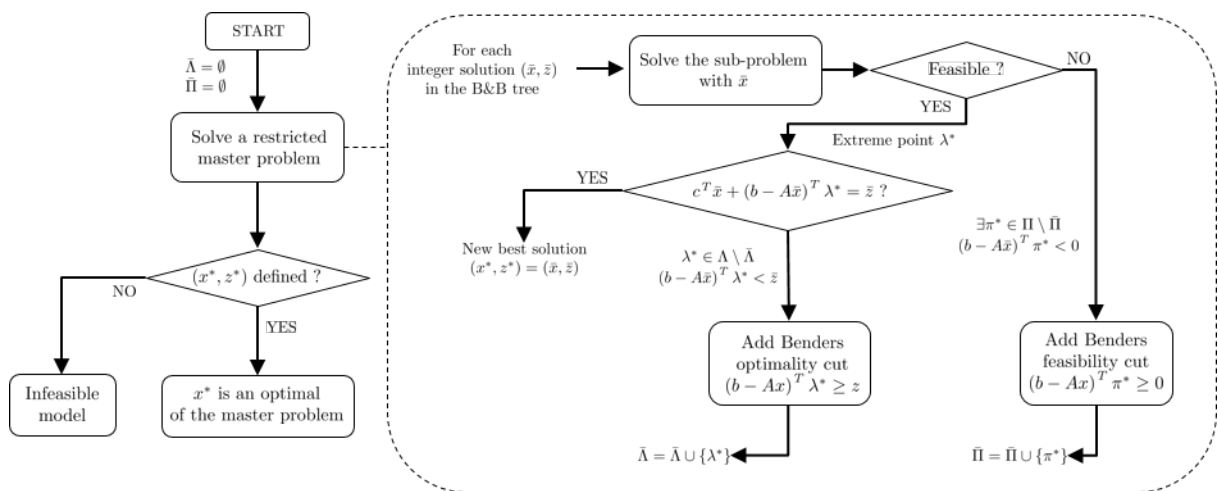 START
Λ̄ = ∅
Π̄ = ∅
Solve a restricted
master problem
(x*, z*) defined ?
NO
YES
Infeasible
model
x* is an optimal
of the master problem
For each
integer solution (x̄, z̄)
in the B&B tree
Solve the sub-problem
with x̄
Feasible ?
NO
YES
Extreme point λ*
cᵀx̄ + (b − Ax̄)ᵀ λ* = z̄ ?
YES
New best solution
(x*, z*) = (x̄, z̄)
λ* ∈ Λ \ Λ̄
(b − Ax̄)ᵀ λ* < z̄
∃π* ∈ Π \ Π̄
(b − Ax̄)ᵀ π* < 0
Add Benders
optimality cut
(b − Ax)ᵀ λ* ≥ z
Add Benders
feasibility cut
(b − Ax)ᵀ π* ≥ 0
Λ̄ = Λ̄ ∪ {λ*}
Π̄ = Π̄ ∪ {π*}